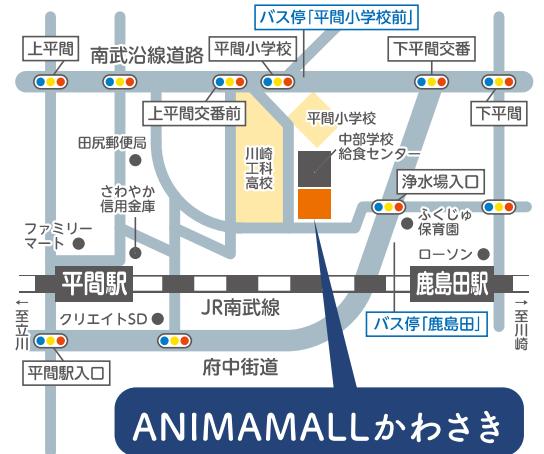 バス停「平間小学校前」
上平間
南武沿線道路
平間小学校
下平間交番
上平間交番前
下平間
平間小学校
田尻郵便局
川崎
工科
高校
中部学校
給食センター
さわやか
信用金庫
浄水場入口
ファミリー
マート
ふくじゅ
保育園
ローソン
平間駅
鹿島田駅
←至立川
JR南武線
→至川崎
クリエイトSD
バス停「鹿島田」
平間駅入口
府中街道
ANIMAMALLかわさき